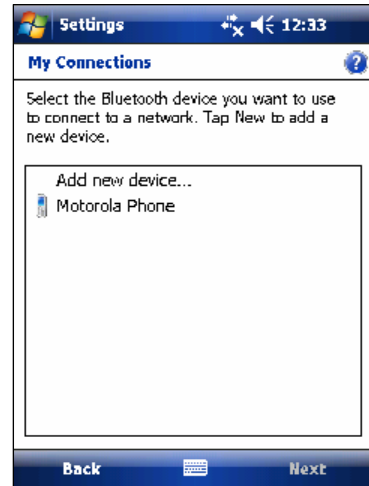 Settings 12:33
My Connections
Select the Bluetooth device you want to use
to connect to a network. Tap New to add a
new device.
Add new device...
Motorola Phone
Back Next